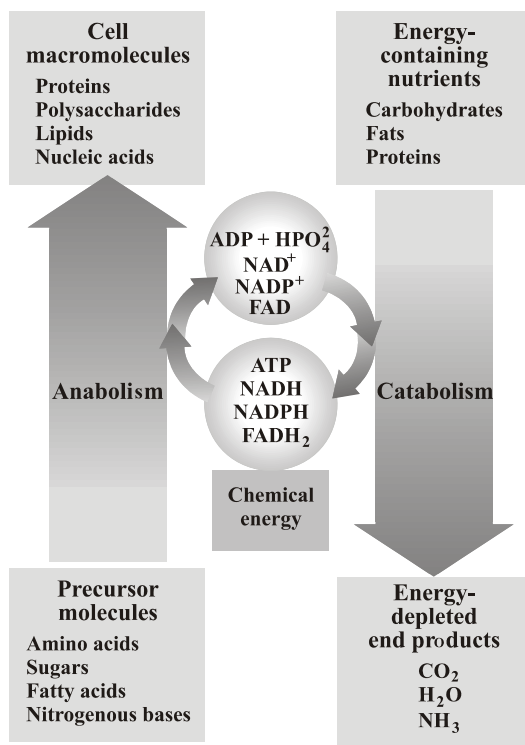 Cell
macromolecules
Proteins
Polysaccharides
Lipids
Nucleic acids
Energy-
containing
nutrients
Carbohydrates
Fats
Proteins
ADP + HPO₄²
NAD⁺
NADP⁺
FAD
Anabolism
ATP
NADH
NADPH
FADH₂
Catabolism
Chemical
energy
Precursor
molecules
Amino acids
Sugars
Fatty acids
Nitrogenous bases
Energy-
depleted
end products
CO₂
H₂O
NH₃